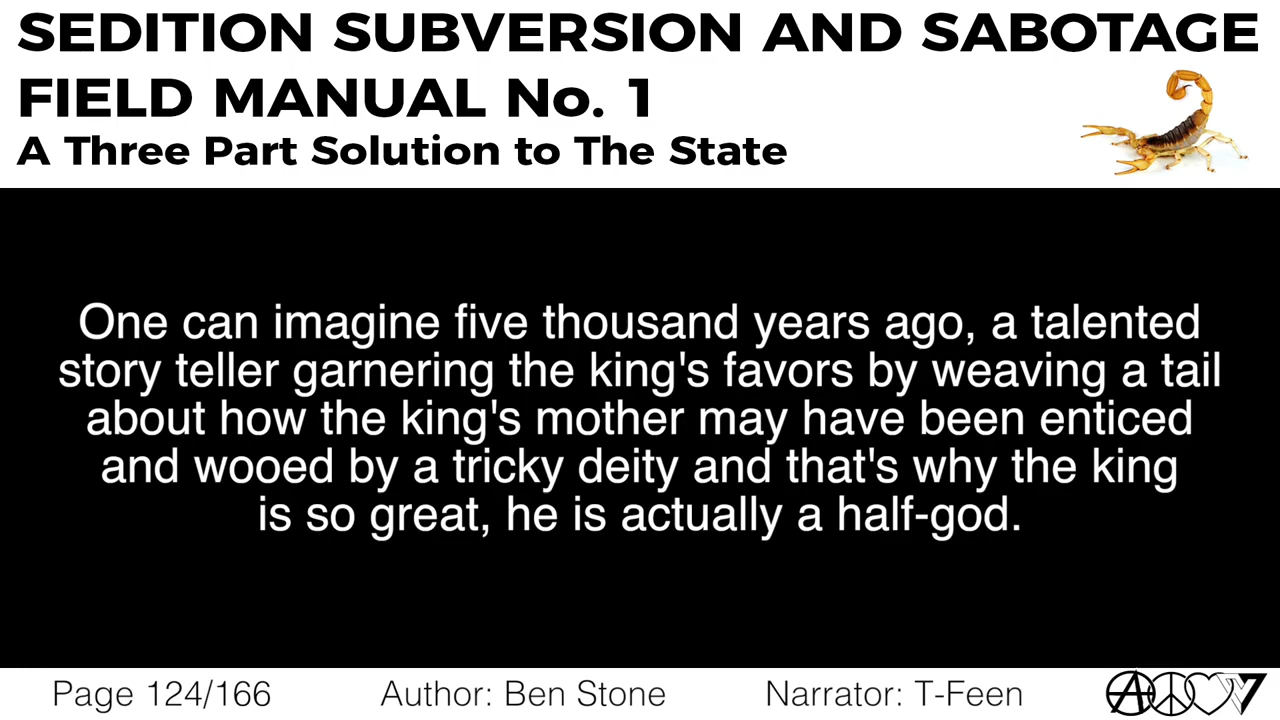 SEDITION SUBVERSION AND SABOTAGE
FIELD MANUAL No. 1
A Three Part Solution to The State
One can imagine five thousand years ago, a talented
story teller garnering the king's favors by weaving a tail
about how the king's mother may have been enticed
and wooed by a tricky deity and that's why the king
is so great, he is actually a half-god.
Page 124/166 Author: Ben Stone Narrator: T-Feen